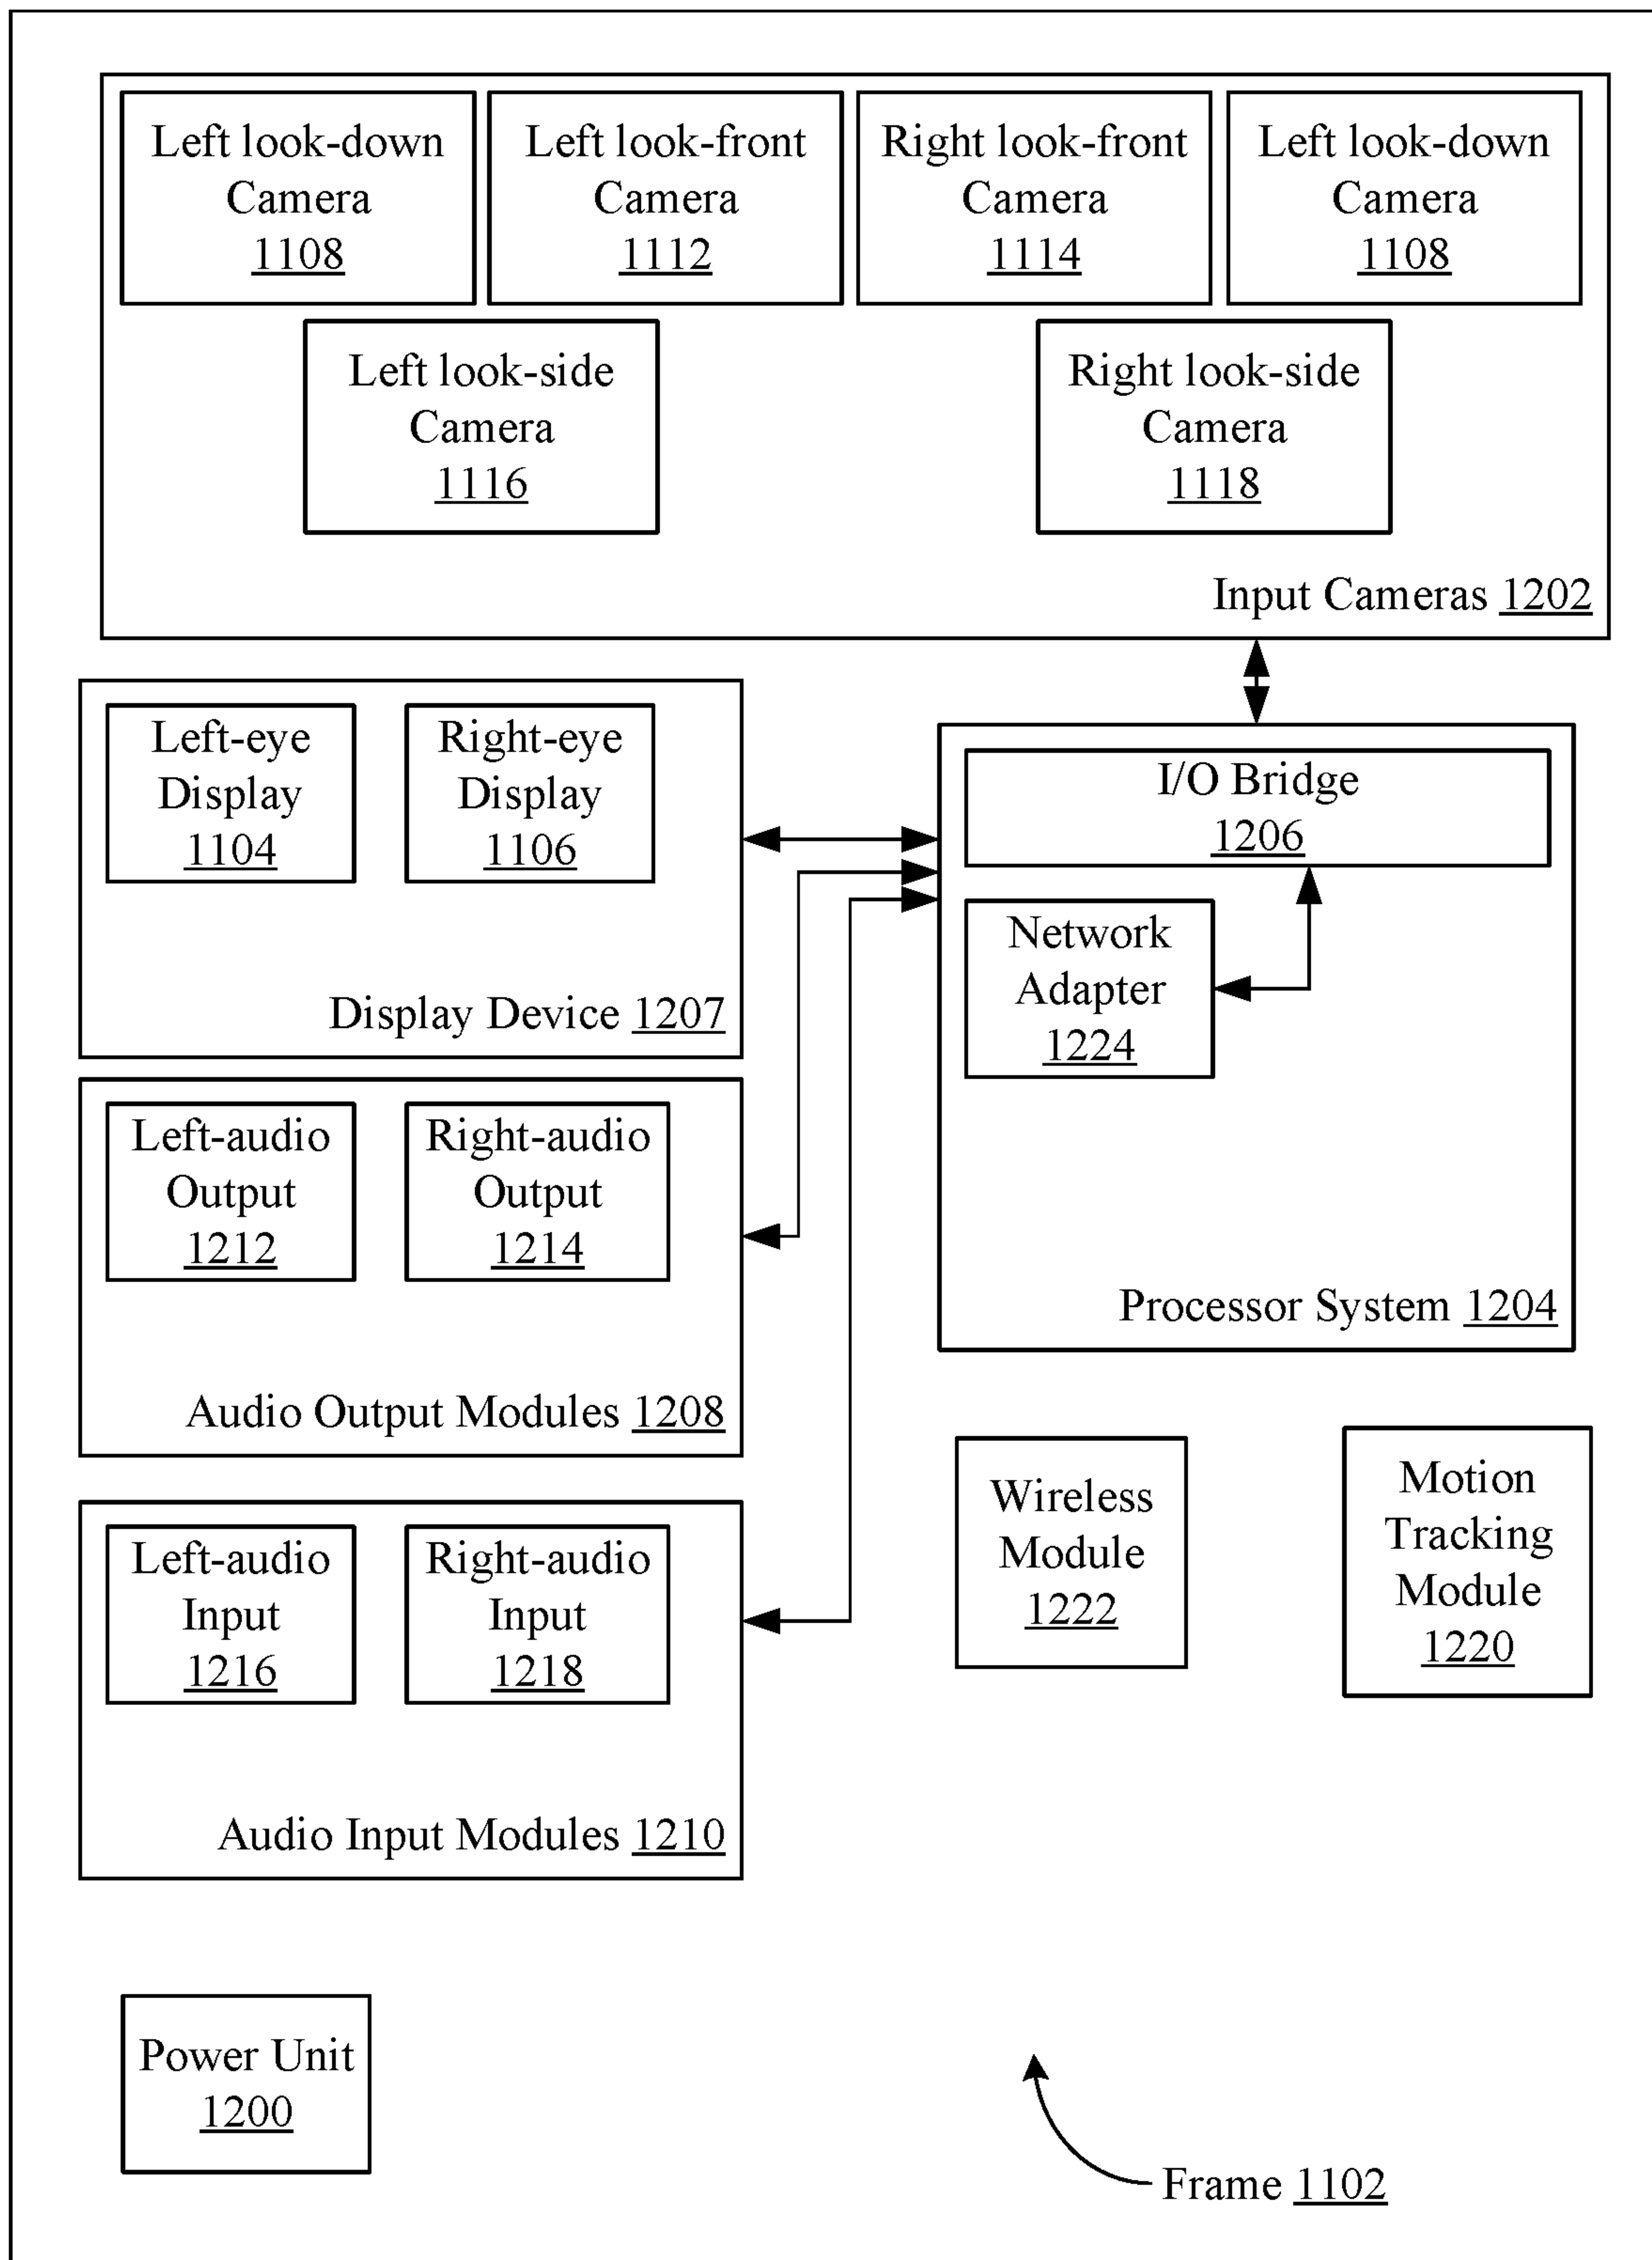 Left look-down
Camera
1108
Left look-front
Camera
1112
Right look-front
Camera
1114
Left look-down
Camera
1108
Left look-side
Camera
1116
Right look-side
Camera
1118
Input Cameras 1202
Left-eye
Display
1104
Right-eye
Display
1106
Display Device 1207
I/O Bridge
1206
Network
Adapter
1224
Processor System 1204
Left-audio
Output
1212
Right-audio
Output
1214
Audio Output Modules 1208
Left-audio
Input
1216
Right-audio
Input
1218
Audio Input Modules 1210
Wireless
Module
1222
Motion
Tracking
Module
1220
Power Unit
1200
Frame 1102